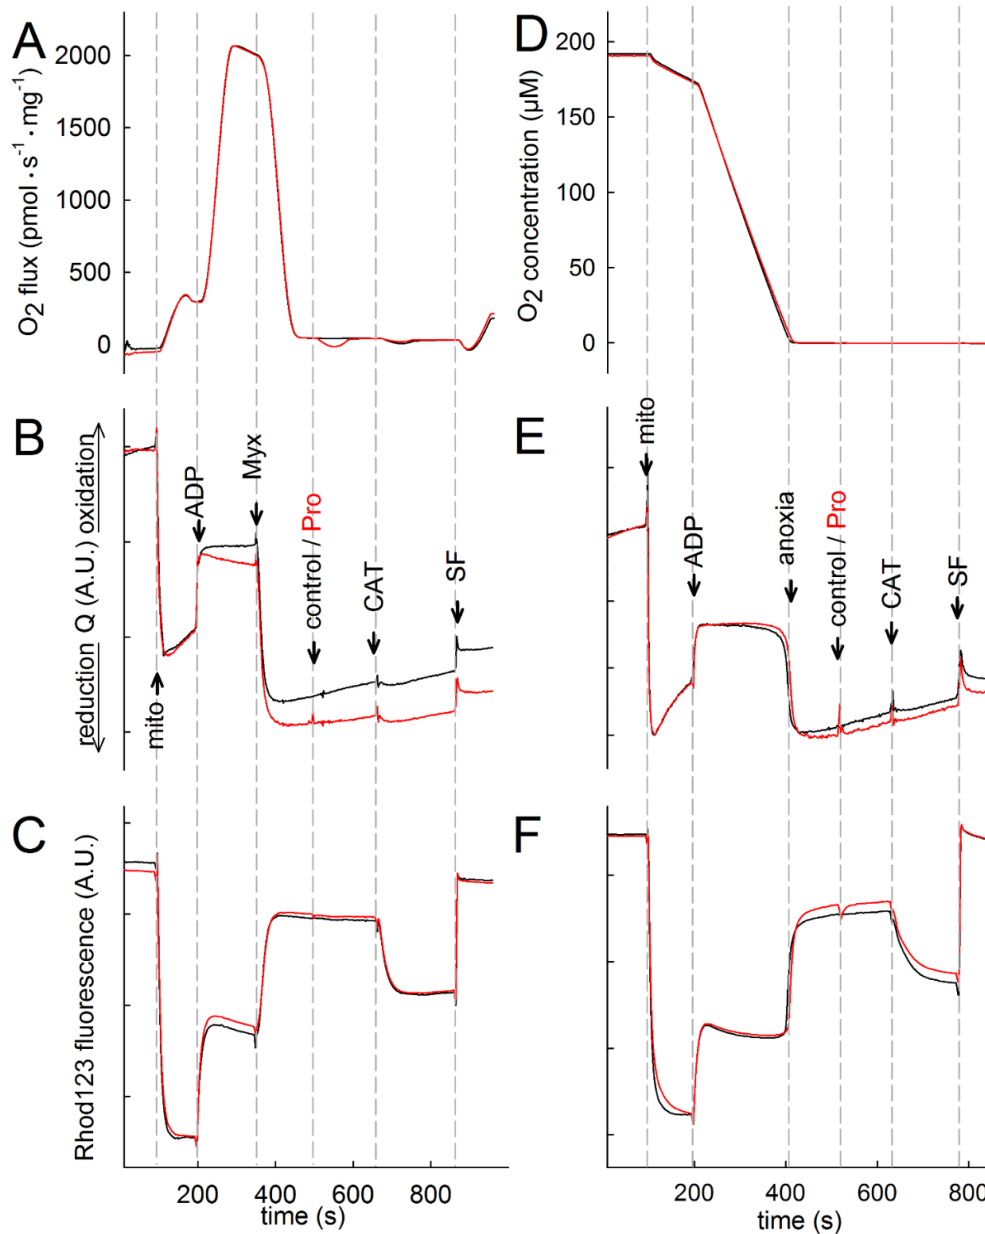 A
O2 flux (pmol · s-1 · mg-1)
2000
1500
1000
500
0
D
O2 concentration (µM)
200
150
100
50
0
B
reduction Q (A.U.) oxidation
mito
ADP
Myx
control / Pro
CAT
SF
E
mito
ADP
anoxia
control / Pro
CAT
SF
C
Rhod123 fluorescence (A.U.)
200 400 600 800
time (s)
F
200 400 600 800
time (s)